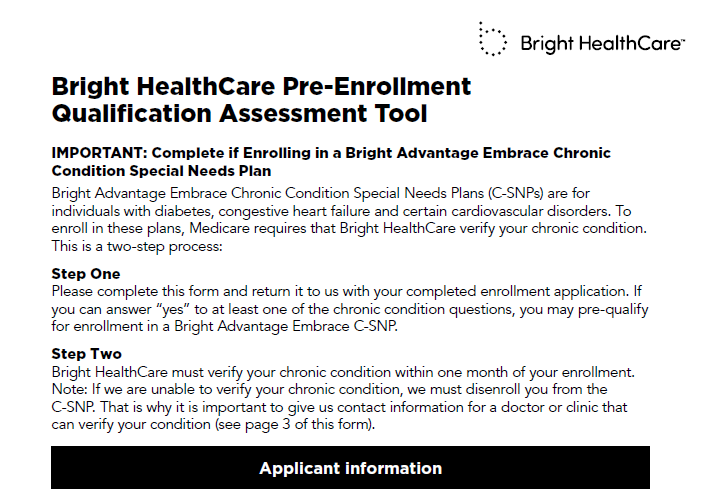 Bright HealthCare™
Bright HealthCare Pre-Enrollment
Qualification Assessment Tool
IMPORTANT: Complete if Enrolling in a Bright Advantage Embrace Chronic
Condition Special Needs Plan
Bright Advantage Embrace Chronic Condition Special Needs Plans (C-SNPs) are for
individuals with diabetes, congestive heart failure and certain cardiovascular disorders. To
enroll in these plans, Medicare requires that Bright HealthCare verify your chronic condition.
This is a two-step process:
Step One
Please complete this form and return it to us with your completed enrollment application. If
you can answer “yes” to at least one of the chronic condition questions, you may pre-qualify
for enrollment in a Bright Advantage Embrace C-SNP.
Step Two
Bright HealthCare must verify your chronic condition within one month of your enrollment.
Note: If we are unable to verify your chronic condition, we must disenroll you from the
C-SNP. That is why it is important to give us contact information for a doctor or clinic that
can verify your condition (see page 3 of this form).
Applicant information